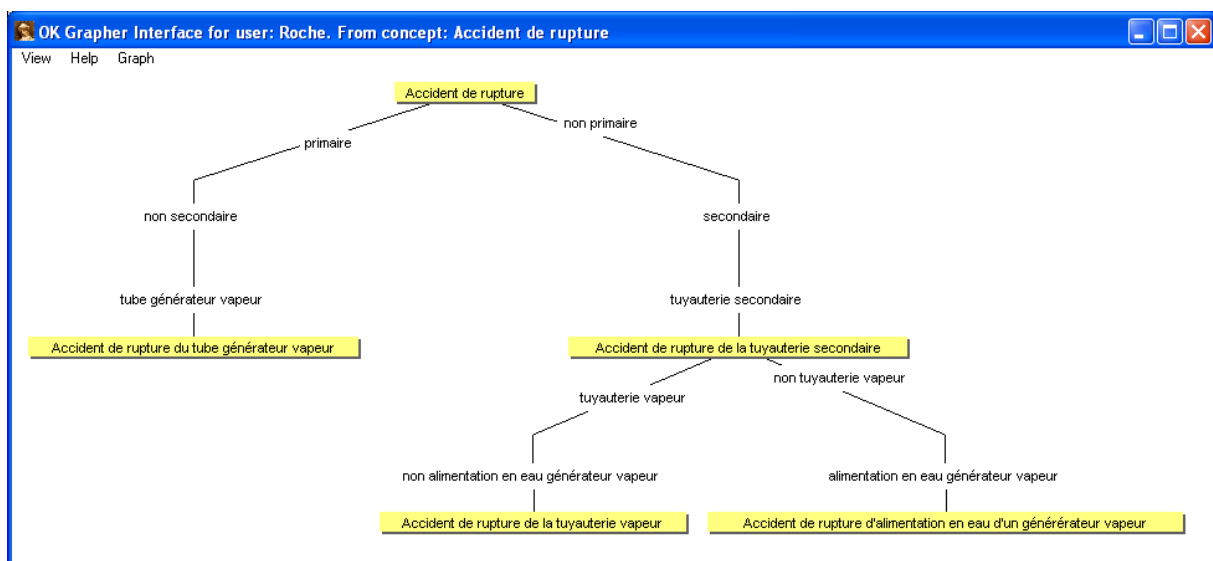 OK Grapher Interface for user: Roche. From concept: Accident de rupture
View Help Graph
Accident de rupture
non primaire
primaire
non secondaire
secondaire
tube générateur vapeur
tuyauterie secondaire
Accident de rupture du tube générateur vapeur
Accident de rupture de la tuyauterie secondaire
non tuyauterie vapeur
tuyauterie vapeur
non alimentation en eau générateur vapeur
alimentation en eau générateur vapeur
Accident de rupture de la tuyauterie vapeur
Accident de rupture d'alimentation en eau d'un générérateur vapeur